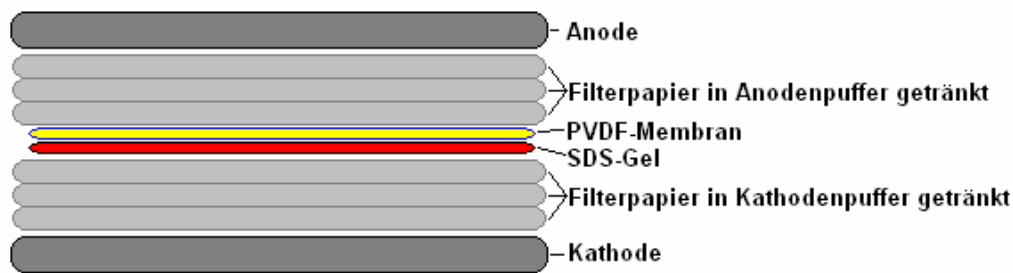 Anode
Filterpapier in Anodenpuffer getränkt
PVDF-Membran
SDS-Gel
Filterpapier in Kathodenpuffer getränkt
Kathode